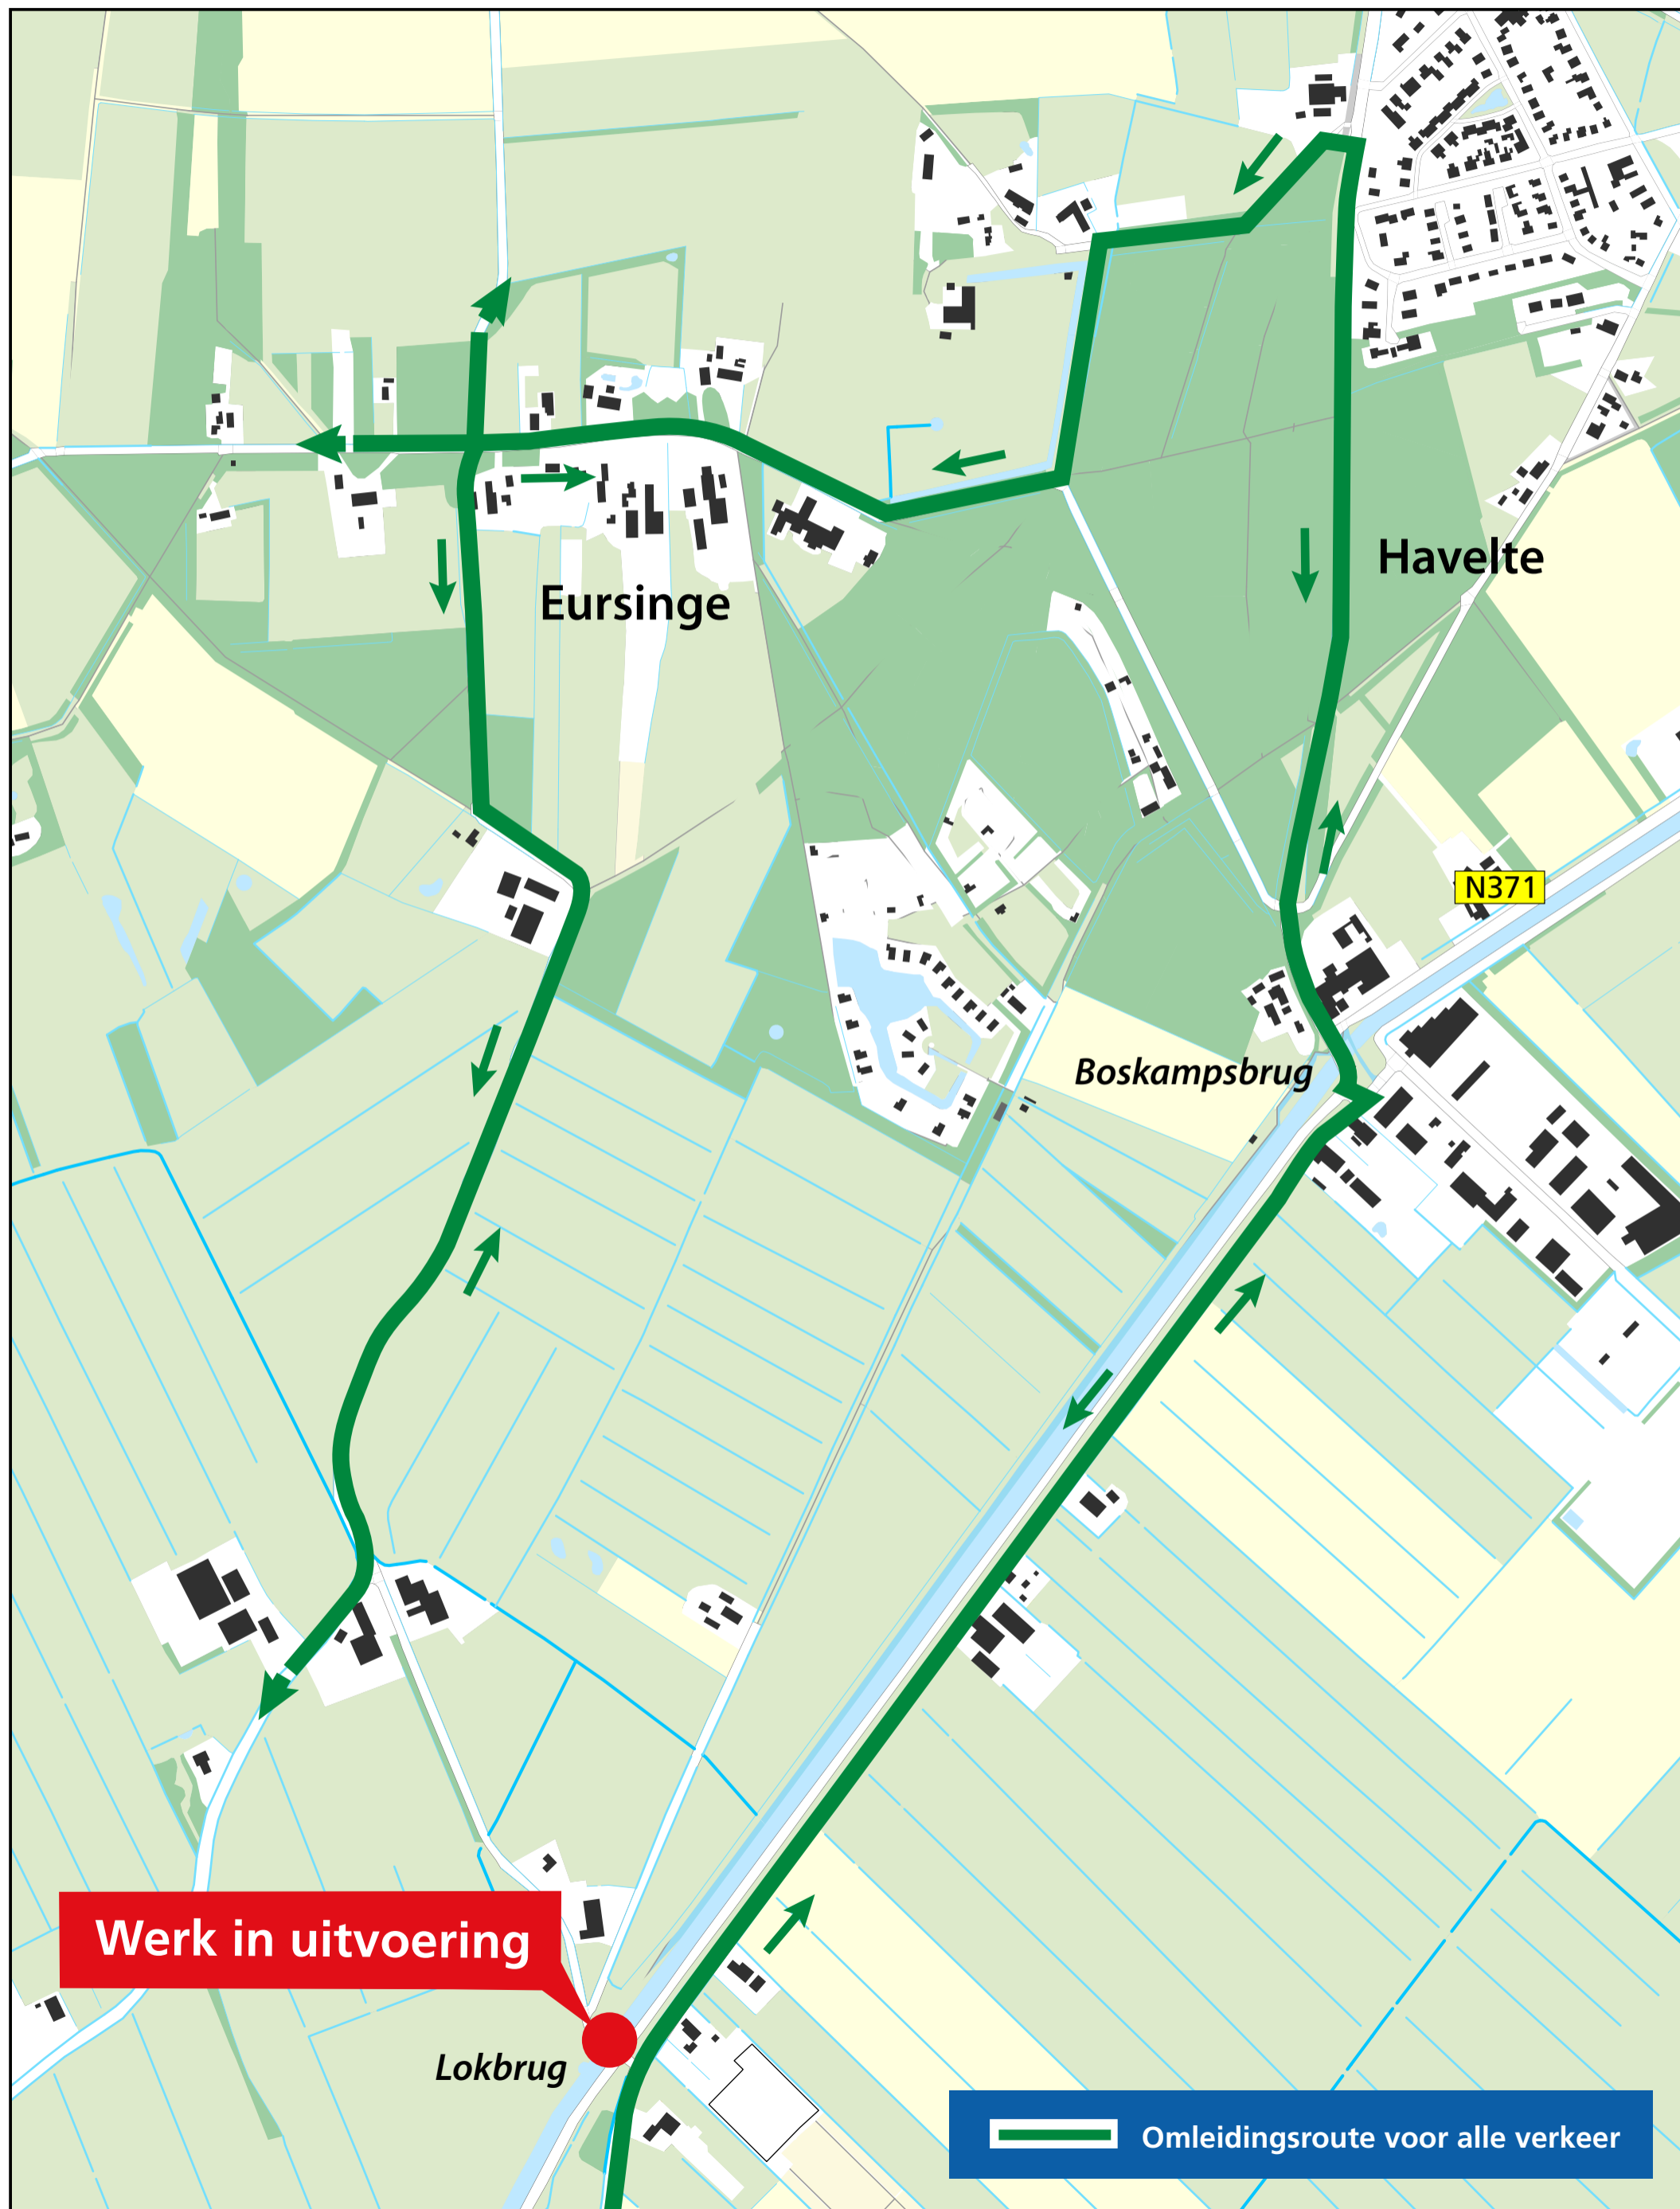 Havelte
Eursinge
N371
Boskampsbrug
Werk in uitvoering
Lokbrug
Omleidingsroute voor alle verkeer